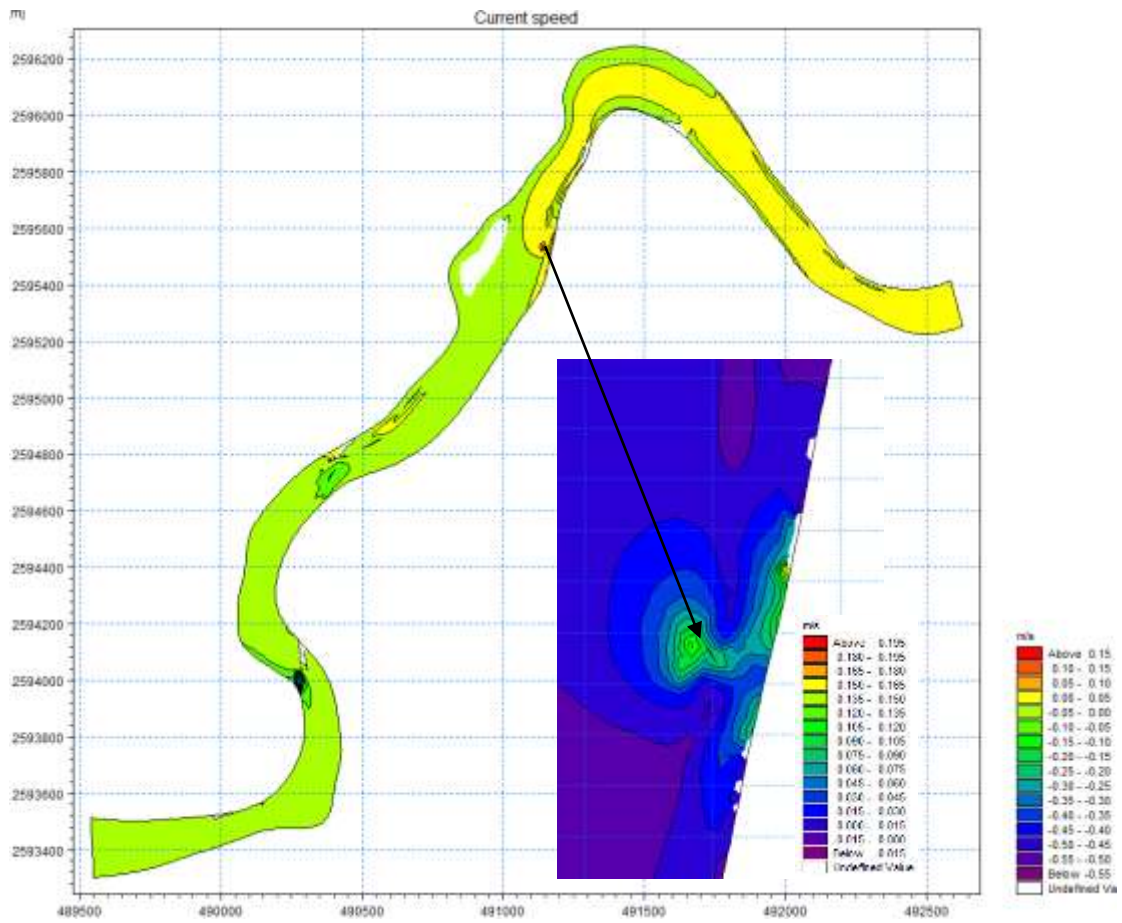 m]
Current speed
2596200
2596000
2595800
2595600
2595400
2595200
2595000
2594800
2594600
2594400
2594200
2594000
2593800
2593600
2593400
489500 490000 490500 491000 491500 492000 492500
m/s
Above 0.195
0.180 - 0.195
0.165 - 0.180
0.150 - 0.165
0.135 - 0.150
0.120 - 0.135
0.105 - 0.120
0.090 - 0.105
0.075 - 0.090
0.060 - 0.075
0.045 - 0.060
0.030 - 0.045
0.015 - 0.030
0.000 - 0.015
-0.015 - 0.000
Below -0.015
Undefined Value
m/s
Above 0.15
0.10 - 0.15
0.05 - 0.10
0.00 - 0.05
-0.05 - 0.00
-0.10 - -0.05
-0.15 - -0.10
-0.20 - -0.15
-0.25 - -0.20
-0.30 - -0.25
-0.35 - -0.30
-0.40 - -0.35
-0.45 - -0.40
-0.50 - -0.45
-0.55 - -0.50
Below -0.55
Undefined Va